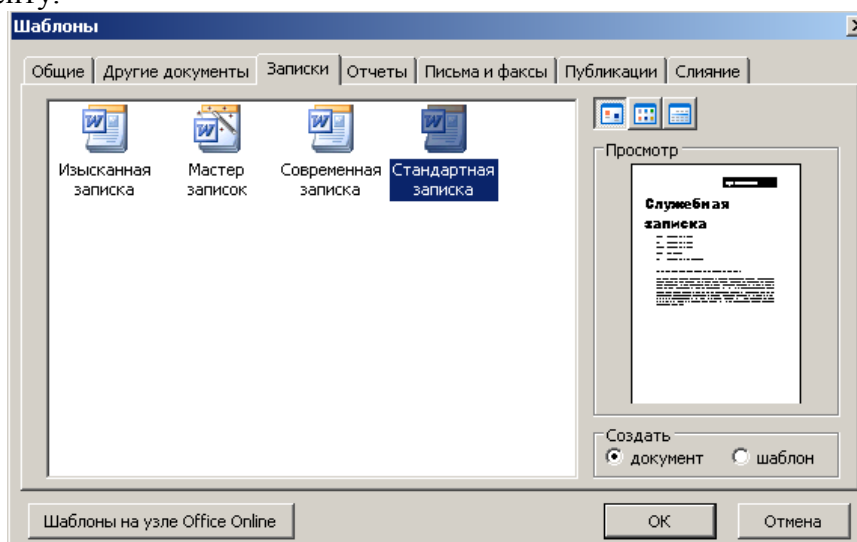 Шаблоны
Общие Другие документы Записки Отчеты Письма и факсы Публикации Слияние
Изысканная записка
Мастер записок
Современная записка
Стандартная записка
Просмотр
Служебная
записка
Создать
документ шаблон
Шаблоны на узле Office Online ОК Отмена